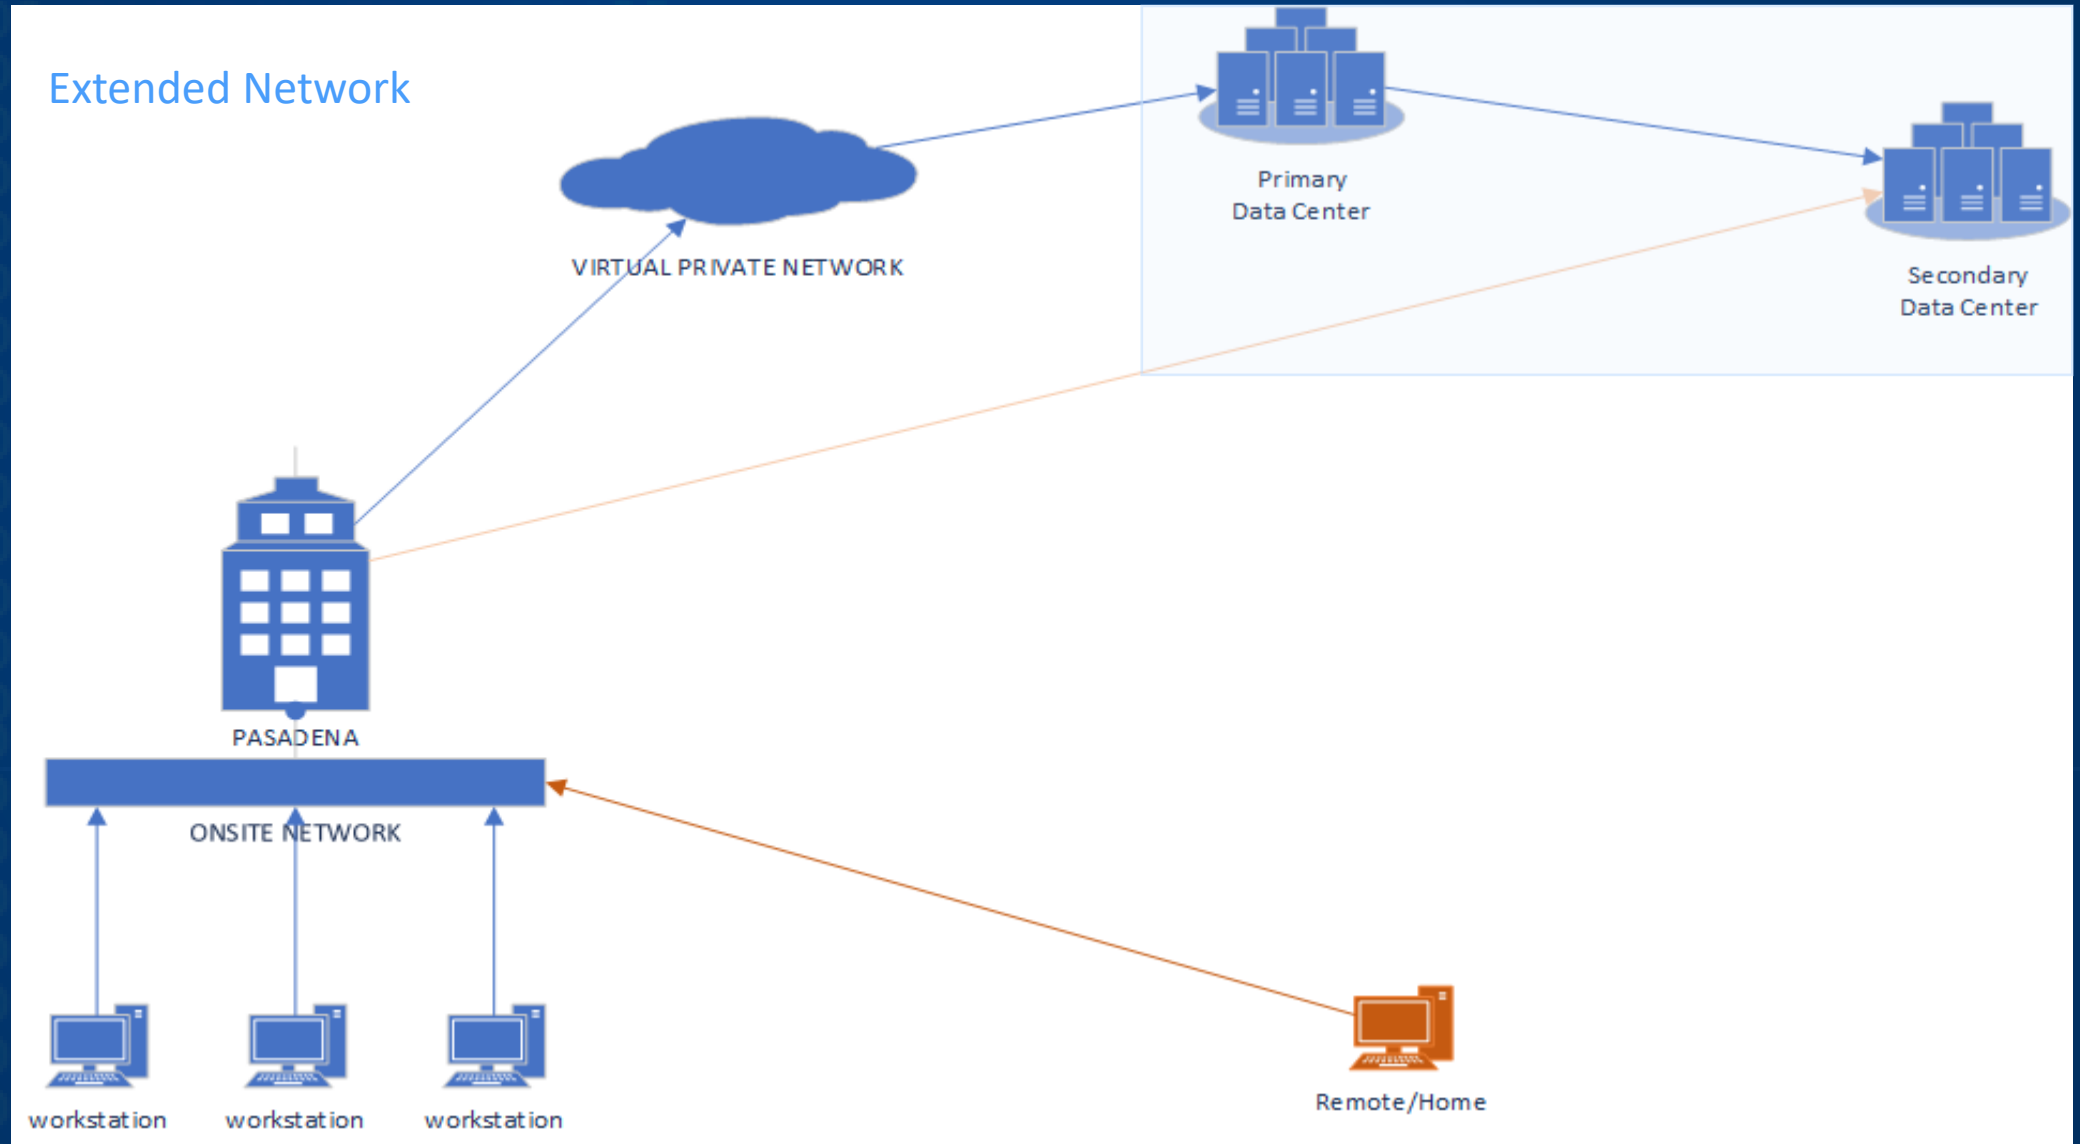 Extended Network
Primary
Data Center
VIRTUAL PRIVATE NETWORK
Secondary
Data Center
PASADENA
ONSITE NETWORK
Remote/Home
workstation
workstation
workstation